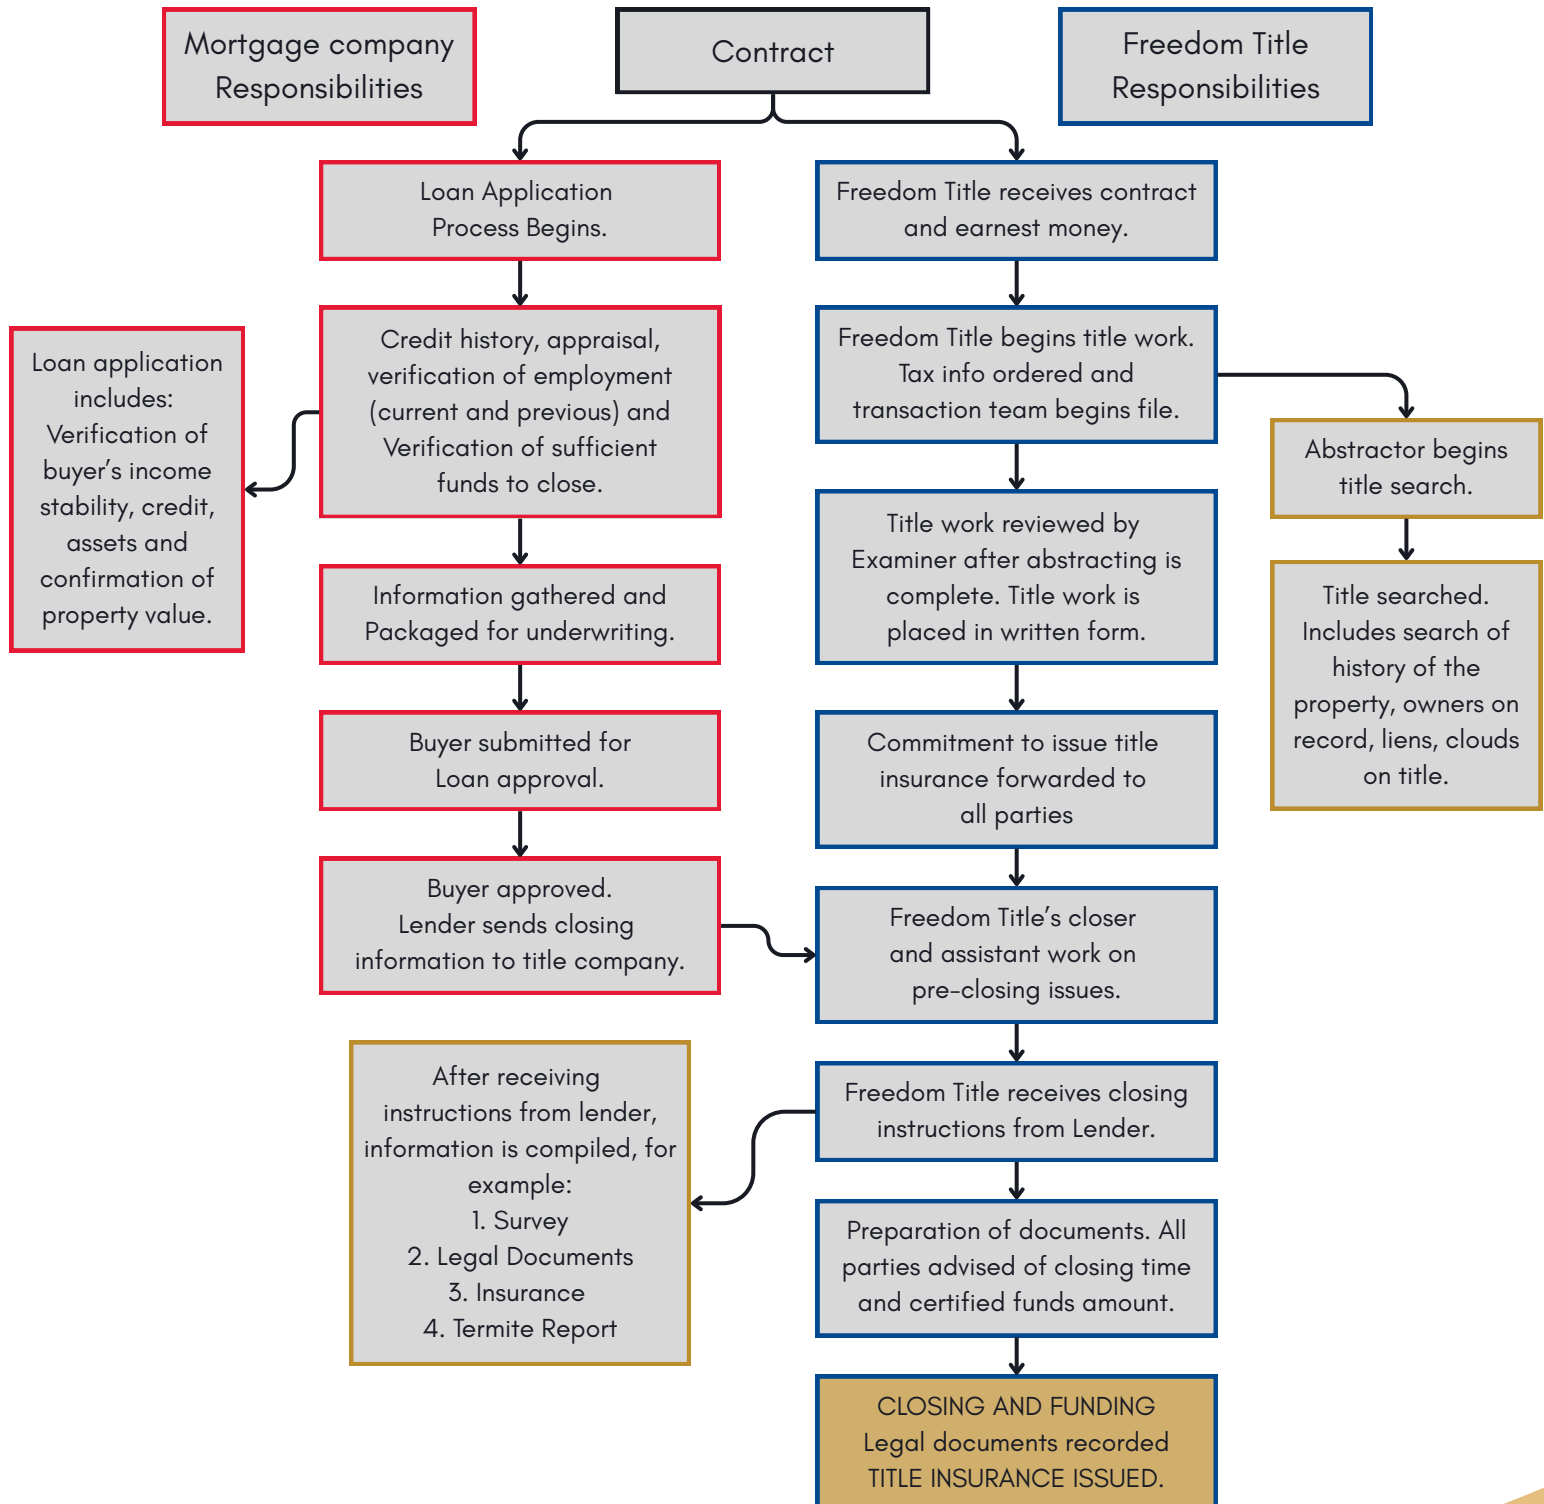 Mortgage company
Responsibilities
Contract
Freedom Title
Responsibilities
Loan Application
Process Begins.
Freedom Title receives contract
and earnest money.
Loan application
includes:
Verification of
buyer's income
stability, credit,
assets and
confirmation of
property value.
Credit history, appraisal,
verification of employment
(current and previous) and
Verification of sufficient
funds to close.
Freedom Title begins title work.
Tax info ordered and
transaction team begins file.
Abstractor begins
title search.
Information gathered and
Packaged for underwriting.
Title work reviewed by
Examiner after abstracting is
complete. Title work is
placed in written form.
Title searched.
Includes search of
history of the
property, owners on
record, liens, clouds
on title.
Buyer submitted for
Loan approval.
Commitment to issue title
insurance forwarded to
all parties
Buyer approved.
Lender sends closing
information to title company.
Freedom Title's closer
and assistant work on
pre-closing issues.
After receiving
instructions from lender,
information is compiled, for
example:
1. Survey
2. Legal Documents
3. Insurance
4. Termite Report
Freedom Title receives closing
instructions from Lender.
Preparation of documents. All
parties advised of closing time
and certified funds amount.
CLOSING AND FUNDING
Legal documents recorded
TITLE INSURANCE ISSUED.